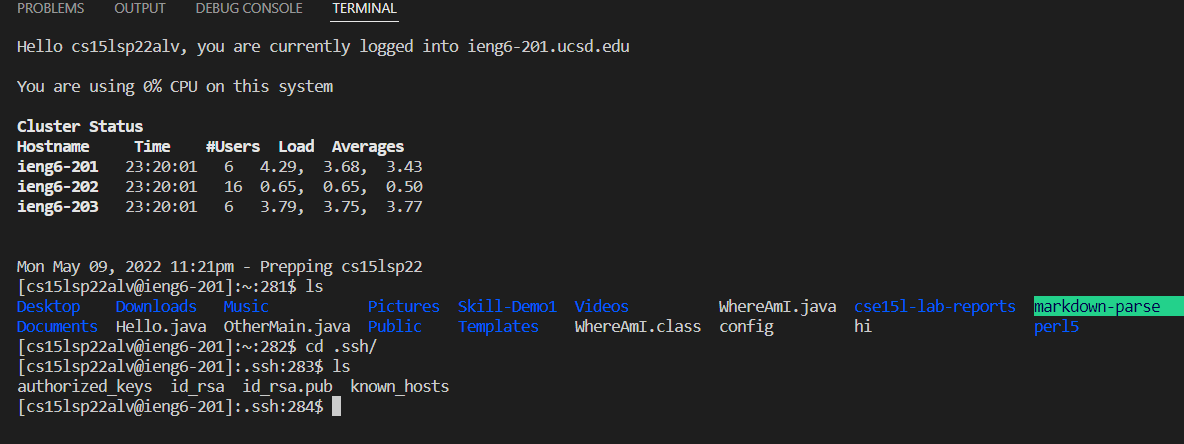 PROBLEMS OUTPUT DEBUG CONSOLE TERMINAL
Hello cs15lsp22alv, you are currently logged into ieng6-201.ucsd.edu
You are using 0% CPU on this system
Cluster Status
Hostname Time #Users Load Averages
ieng6-201 23:20:01 6 4.29, 3.68, 3.43
ieng6-202 23:20:01 16 0.65, 0.65, 0.50
ieng6-203 23:20:01 6 3.79, 3.75, 3.77
Mon May 09, 2022 11:21pm - Prepping cs15lsp22
[cs15lsp22alv@ieng6-201]:~:281$ ls
Desktop Downloads Music Pictures Skill-Demo1 Videos WhereAmI.java cse15l-lab-reports markdown-parse
Documents Hello.java OtherMain.java Public Templates WhereAmI.class config hi perl5
[cs15lsp22alv@ieng6-201]:~:282$ cd .ssh/
[cs15lsp22alv@ieng6-201]:.ssh:283$ ls
authorized_keys id_rsa id_rsa.pub known_hosts
[cs15lsp22alv@ieng6-201]:.ssh:284$